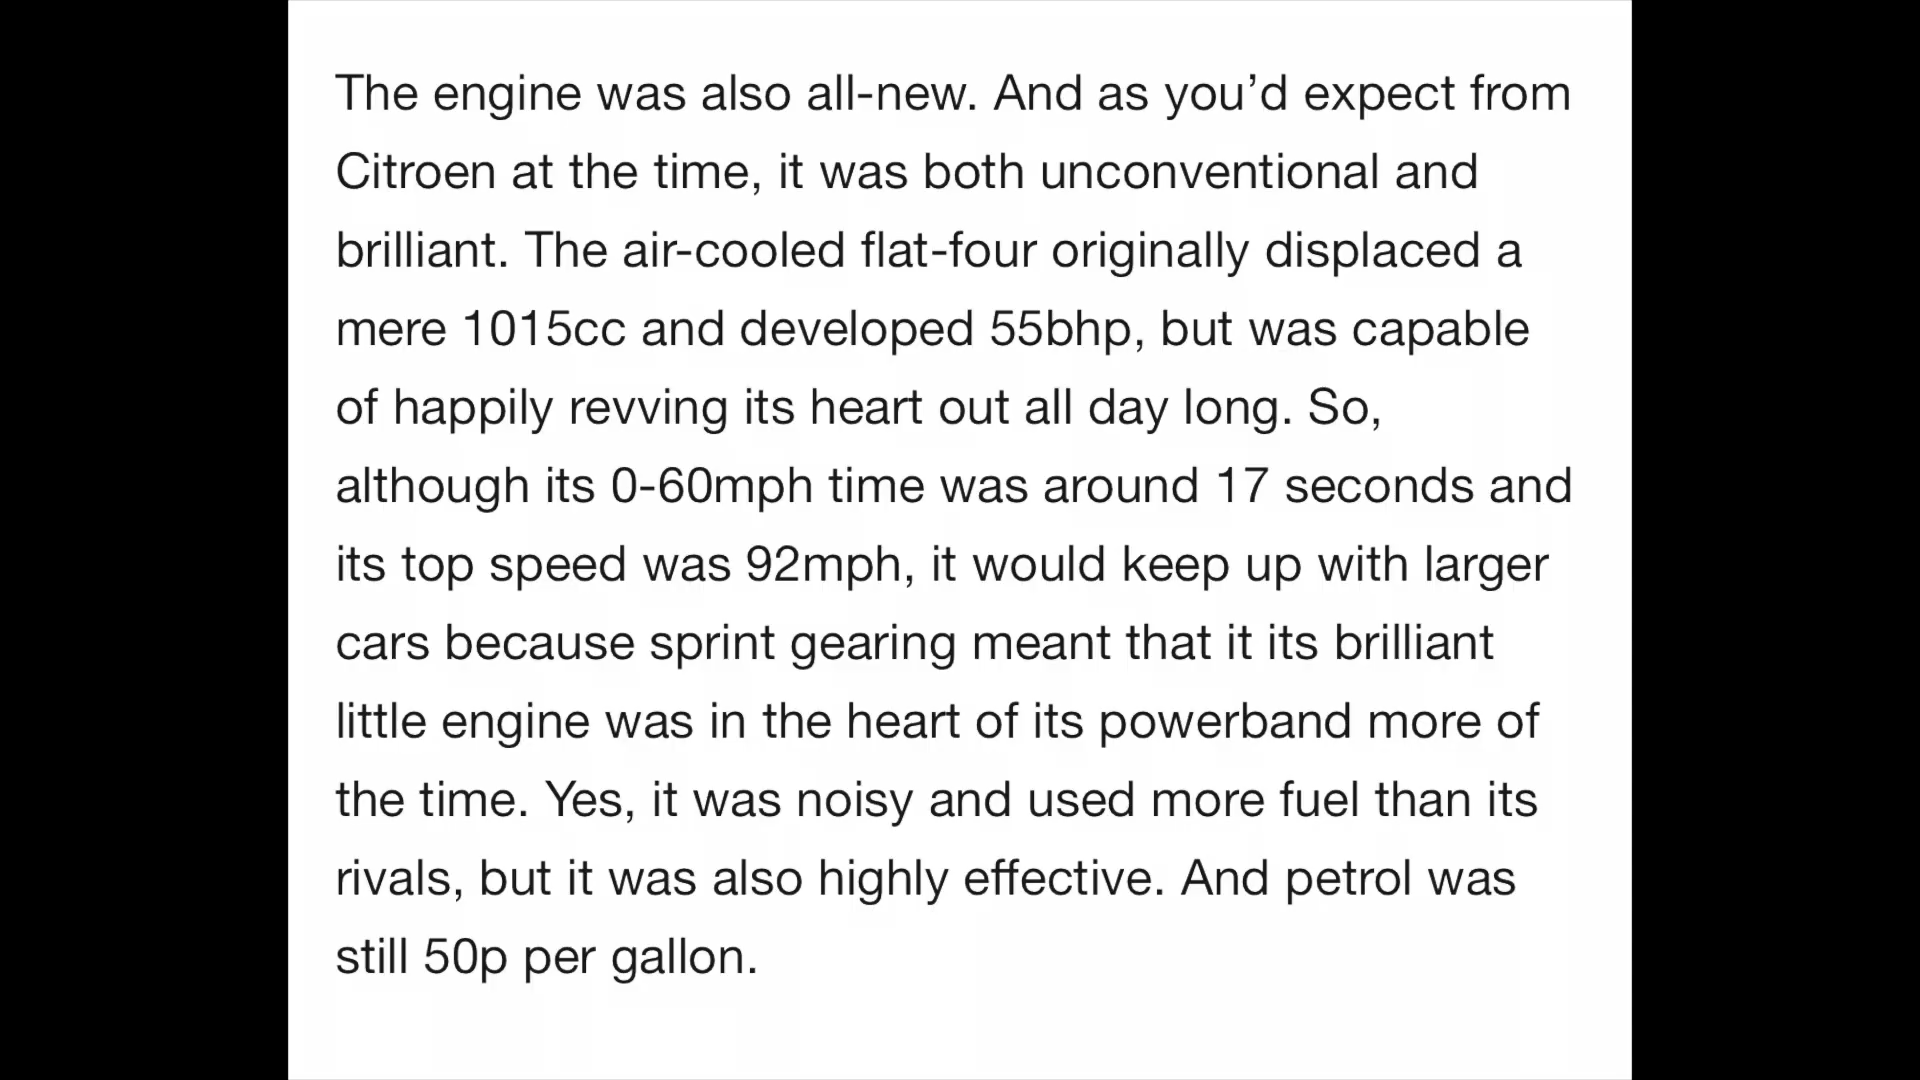 The engine was also all-new. And as you’d expect from
Citroen at the time, it was both unconventional and
brilliant. The air-cooled flat-four originally displaced a
mere 1015cc and developed 55bhp, but was capable
of happily revving its heart out all day long. So,
although its 0-60mph time was around 17 seconds and
its top speed was 92mph, it would keep up with larger
cars because sprint gearing meant that it its brilliant
little engine was in the heart of its powerband more of
the time. Yes, it was noisy and used more fuel than its
rivals, but it was also highly effective. And petrol was
still 50p per gallon.